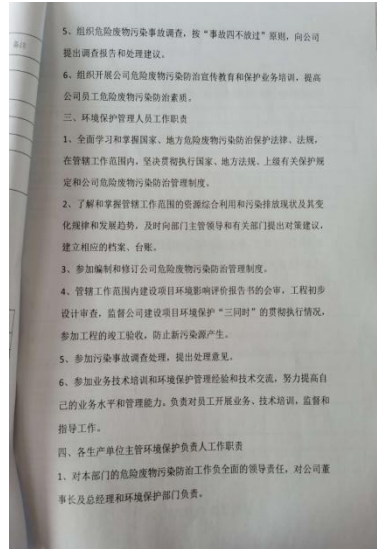 备注
5、组织危险废物污染事故调查，按“事故四不放过”原则，向公司
提出调查报告和处理建议。
6、组织开展公司危险废物污染防治宣传教育和保护业务培训，提高
公司员工危险废物污染防治素质。
三、环境保护管理人员工作职责
1、全面学习和掌握国家、地方危险废物污染防治保护法律、法规，
在管辖工作范围内，坚决贯彻执行国家、地方法规、上级有关保护规
定和公司危险废物污染防治管理制度。
2、了解和掌握管辖工作范围的资源综合利用和污染排放现状及其变
化规律和发展趋势，及时向部门主管领导和有关部门提出对策建议，
建立相应的档案、台账。
3、参加编制和修订公司危险废物污染防治管理制度。
4、管辖工作范围内建设项目环境影响评价报告书的会审，工程初步
设计审查，监督公司建设项目环境保护“三同时”的贯彻执行情况，
参加工程的竣工验收，防止新污染源产生。
5、参加污染事故调查处理，提出处理意见。
6、参加业务技术培训和环境保护管理经验和技术交流，努力提高自
己的业务水平和管理能力。负责对员工开展业务、技术培训，监督和
指导工作。
四、各生产单位主管环境保护负责人工作职责
1、对本部门的危险废物污染防治工作负全面的领导责任，对公司董
事长及总经理和环境保护部门负责。